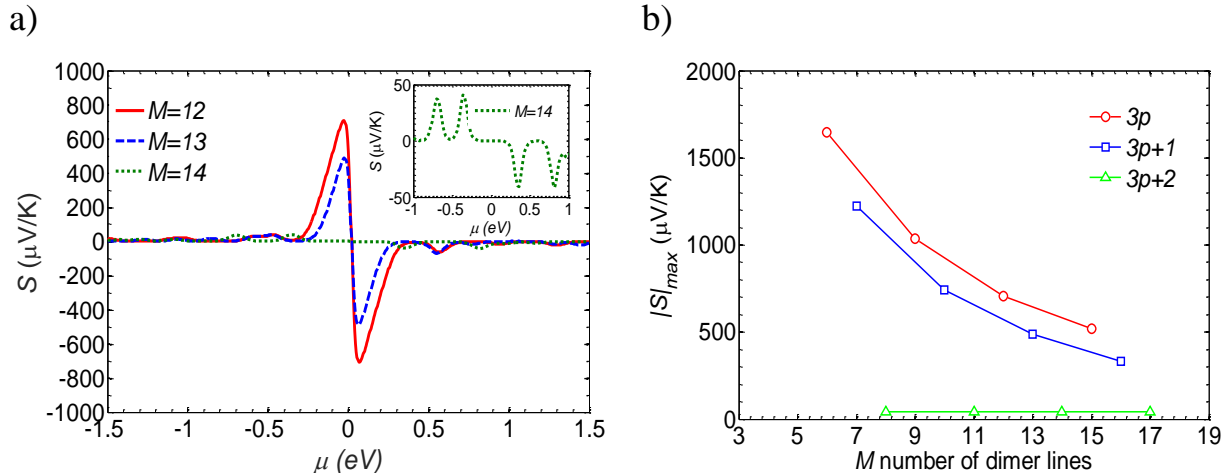 a)
1000
800
600
400
200
0
-200
-400
-600
-800
-1000
S (μV/K)
M=12
M=13
M=14
50
0
-50
S (μV/K)
M=14
-1
-0.5
0
0.5
1
μ (eV)
-1.5
-1
-0.5
0
0.5
1
1.5
μ (eV)
b)
2000
1500
1000
500
0
|S|max (μV/K)
3p
3p+1
3p+2
3
5
7
9
11
13
15
17
19
M number of dimer lines